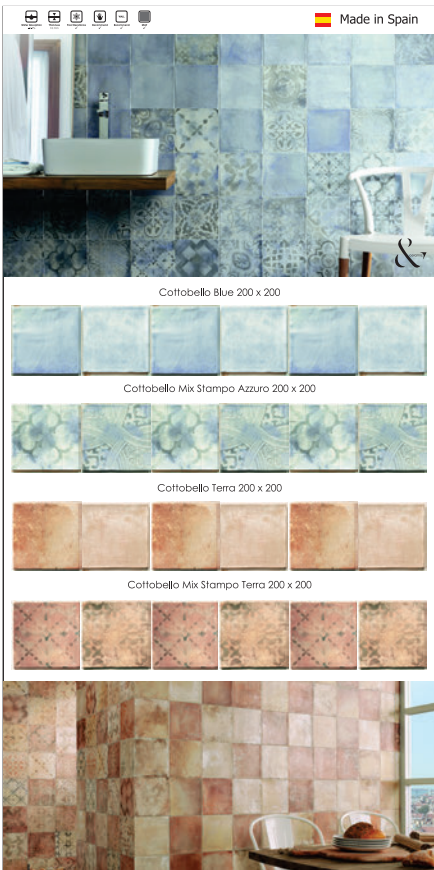 Made in Spain
&
Cottobello Blue 200 x 200
Cottobello Mix Stampo Azzuro 200 x 200
Cottobello Terra 200 x 200
Cottobello Mix Stampo Terra 200 x 200